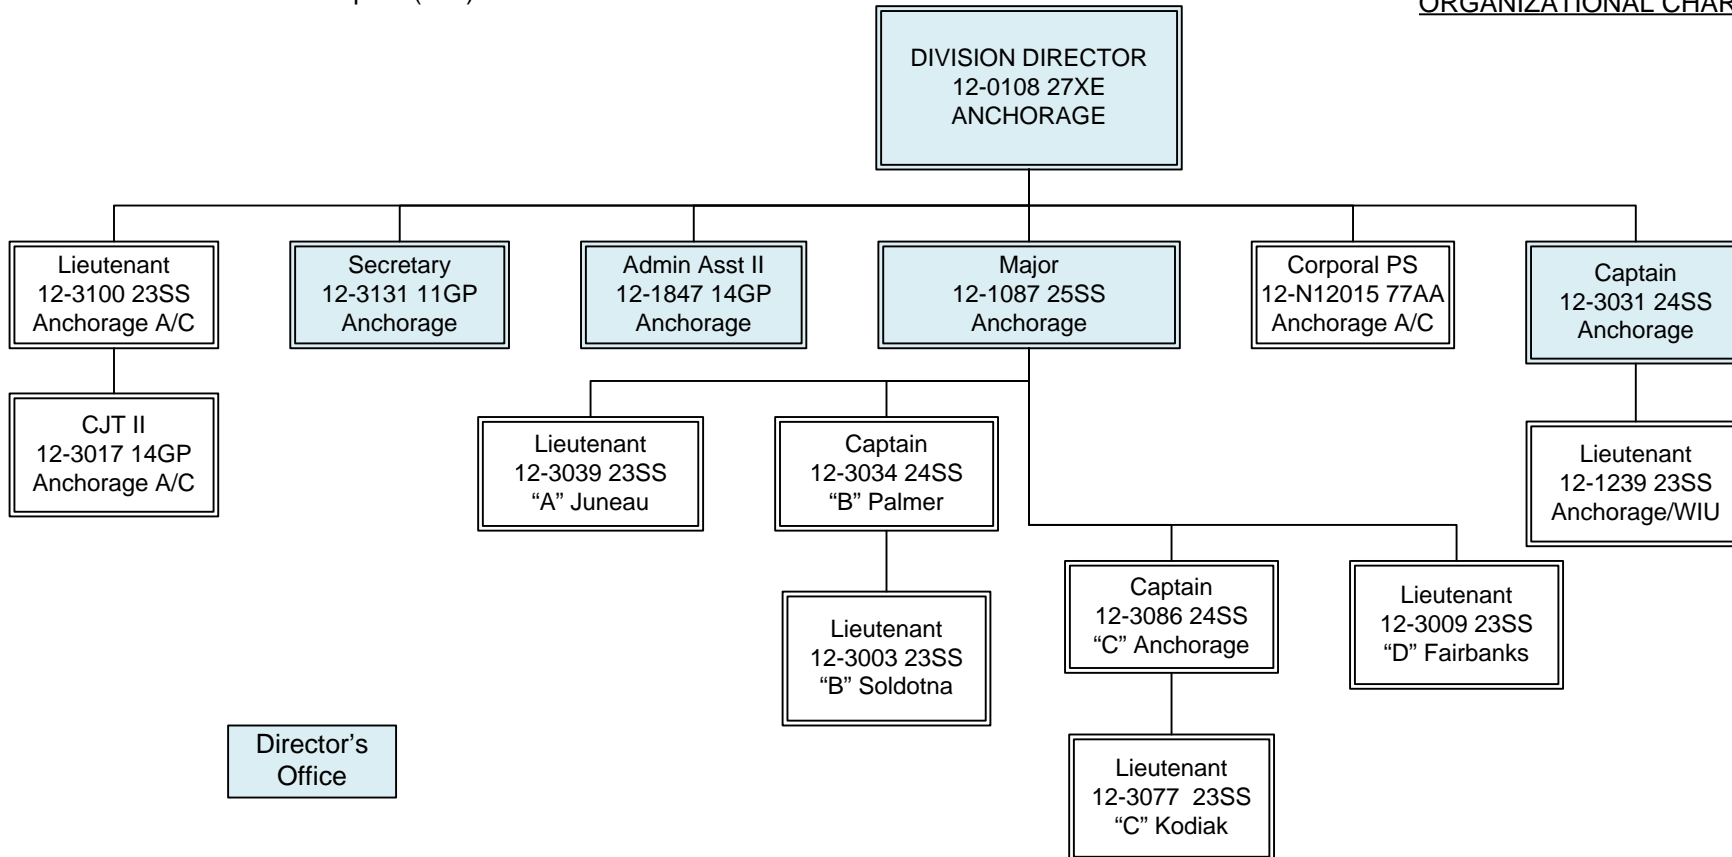 ORGANIZATIONAL CHAR
DIVISION DIRECTOR
12-0108 27XE
ANCHORAGE
Lieutenant
12-3100 23SS
Anchorage A/C
Secretary
12-3131 11GP
Anchorage
Admin Asst II
12-1847 14GP
Anchorage
Major
12-1087 25SS
Anchorage
Corporal PS
12-N12015 77AA
Anchorage A/C
Captain
12-3031 24SS
Anchorage
CJT II
12-3017 14GP
Anchorage A/C
Lieutenant
12-3039 23SS
“A” Juneau
Captain
12-3034 24SS
“B” Palmer
Lieutenant
12-1239 23SS
Anchorage/WIU
Lieutenant
12-3003 23SS
“B” Soldotna
Captain
12-3086 24SS
“C” Anchorage
Lieutenant
12-3009 23SS
“D” Fairbanks
Director’s
Office
Lieutenant
12-3077  23SS
“C” Kodiak